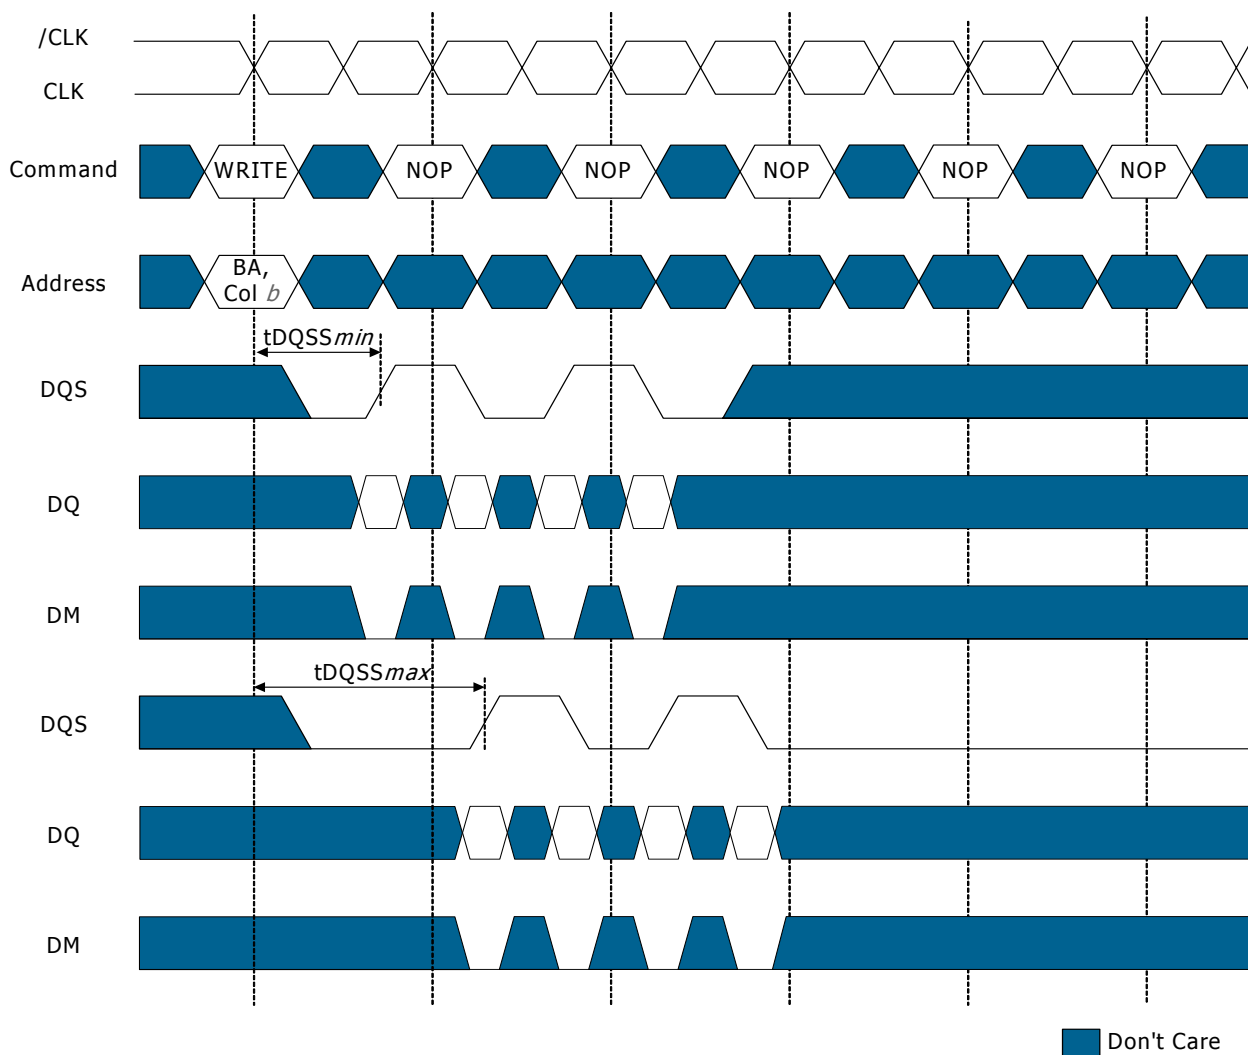 /CLK
CLK
Command
WRITE
NOP
NOP
NOP
NOP
NOP
Address
BA,
Col b
tDQSSmin
DQS
DQ
DM
tDQSSmax
DQS
DQ
DM
Don't Care